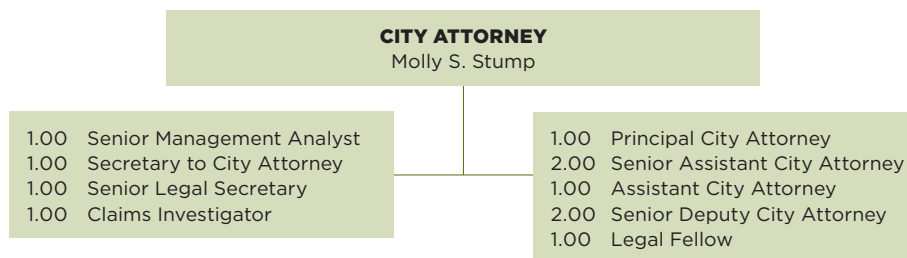 CITY ATTORNEY
Molly S. Stump
1.00 Senior Management Analyst
1.00 Secretary to City Attorney
1.00 Senior Legal Secretary
1.00 Claims Investigator
1.00 Principal City Attorney
2.00 Senior Assistant City Attorney
1.00 Assistant City Attorney
2.00 Senior Deputy City Attorney
1.00 Legal Fellow